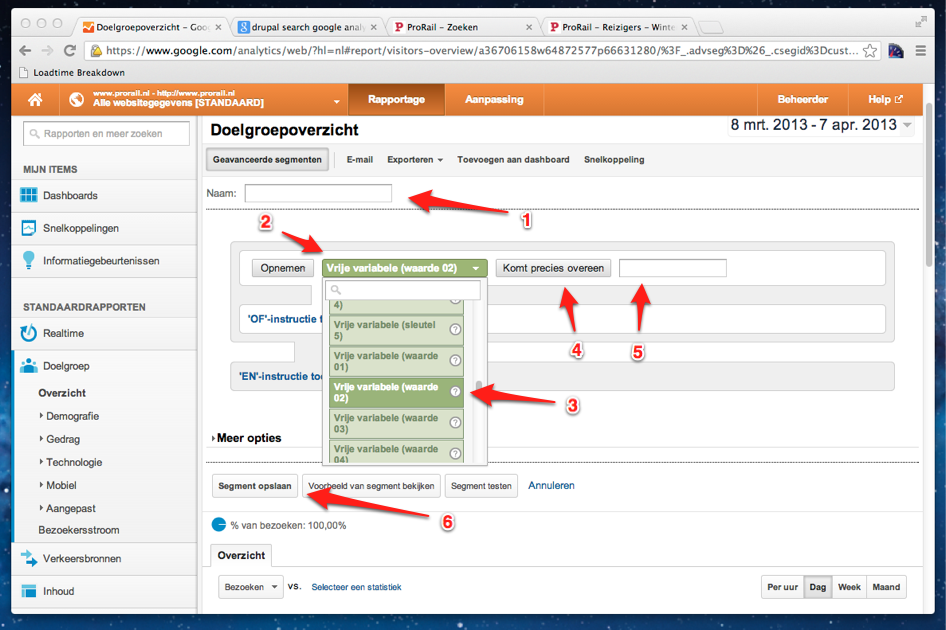 Doelgroepoverzicht – Goo
drupal search google analy
ProRail – Zoeken
ProRail – Reizigers – Winte
https://www.google.com/analytics/web/?hl=nl#report/visitors-overview/a36706158w64872577p66631280/%3F_.advseg%3D%26_.csegid%3Dcust...
Loadtime Breakdown
www.prorail.nl - http://www.prorail.nl
Alle websitegegevens [STANDAARD]
Rapportage
Aanpassing
Beheerder
Help
Rapporten en meer zoeken
MIJN ITEMS
Dashboards
Snelkoppelingen
Informatiegebeurtenissen
STANDAARDRAPPORTEN
Realtime
Doelgroep
Overzicht
Demografie
Gedrag
Technologie
Mobiel
Aangepast
Bezoekersstroom
Verkeersbronnen
Inhoud
Doelgroepoverzicht
8 mrt. 2013 - 7 apr. 2013
Geavanceerde segmenten
E-mail
Exporteren
Toevoegen aan dashboard
Snelkoppeling
Naam:
1
2
Opnemen
Vrije variabele (waarde 02)
Komt precies overeen
4)
'OF'-instructie
Vrije variabele (sleutel
5)
?
4
5
Vrije variabele (waarde
01)
?
'EN'-instructie
Vrije variabele (waarde
02)
?
3
Vrije variabele (waarde
03)
?
Vrije variabele (waarde
04)
?
Meer opties
Segment opslaan
Voorbeeld van segment bekijken
Segment testen
Annuleren
6
% van bezoeken: 100,00%
Overzicht
Bezoeken
vs.
Selecteer een statistiek
Per uur
Dag
Week
Maand